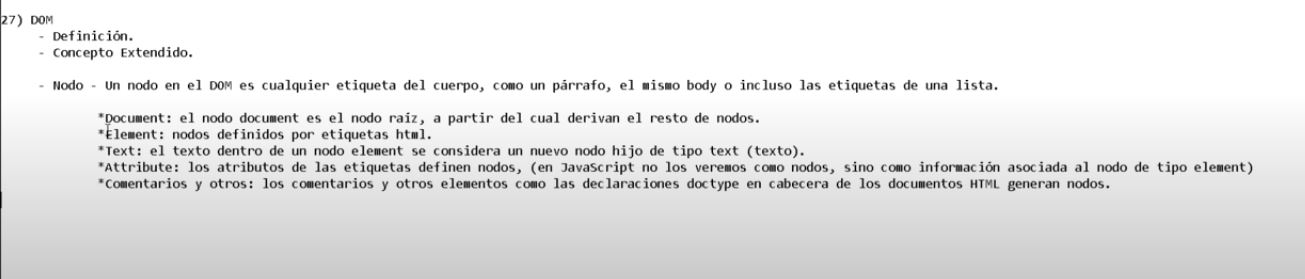 27) DOM
- Definición.
- Concepto Extendido.
- Nodo - Un nodo en el DOM es cualquier etiqueta del cuerpo, como un párrafo, el mismo body o incluso las etiquetas de una lista.
*Document: el nodo document es el nodo raíz, a partir del cual derivan el resto de nodos.
*Element: nodos definidos por etiquetas html.
*Text: el texto dentro de un nodo element se considera un nuevo nodo hijo de tipo text (texto).
*Attribute: los atributos de las etiquetas definen nodos, (en JavaScript no los veremos como nodos, sino como información asociada al nodo de tipo element)
*Comentarios y otros: los comentarios y otros elementos como las declaraciones doctype en cabecera de los documentos HTML generan nodos.